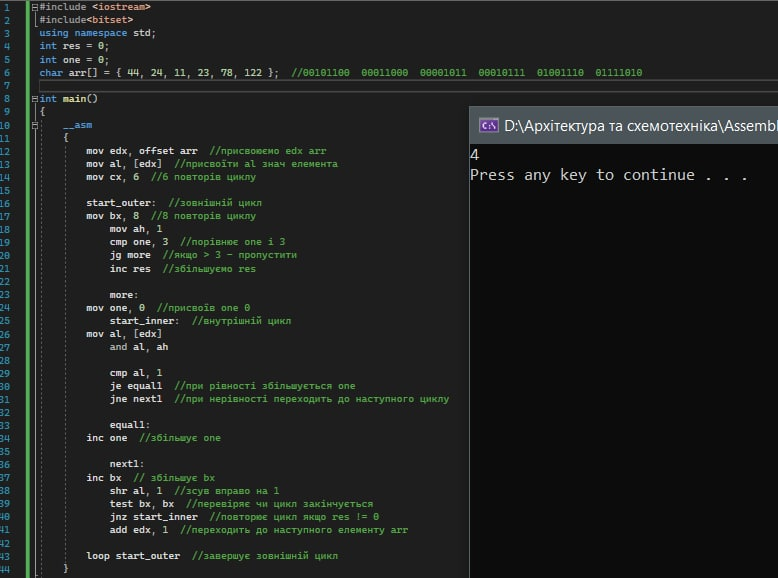 1 #include <iostream>
2 #include<bitset>
3 using namespace std;
4 int res = 0;
5 int one = 0;
6 char arr[] = { 44, 24, 11, 23, 78, 122 }; //00101100 00011000 00001011 00010111 01001110 01111010
7
8 int main()
9 {
10 __asm
11 {
12 mov edx, offset arr //присвоюємо edx arr
13 mov al, [edx] //присвоїти al знач елемента
14 mov cx, 6 //6 повторів циклу
15
16 start_outer: //зовнішній цикл
17 mov bx, 8 //8 повторів циклу
18 mov ah, 1
19 cmp one, 3 //порівнює one і 3
20 jg more //якщо > 3 - пропустити
21 inc res //збільшуємо res
22
23 more:
24 mov one, 0 //присвоїв one 0
25 start_inner: //внутрішній цикл
26 mov al, [edx]
27 and al, ah
28
29 cmp al, 1
30 je equal1 //при рівності збільшується one
31 jne next1 //при нерівності переходить до наступного циклу
32
33 equal1:
34 inc one //збільшує one
35
36 next1:
37 inc bx // збільшує bx
38 shr al, 1 //зсув вправо на 1
39 test bx, bx //перевіряє чи цикл закінчується
40 jnz start_inner //повторює цикл якщо res != 0
41 add edx, 1 //переходить до наступного елементу arr
42
43 loop start_outer //завершує зовнішній цикл
44 }
D:\Архітектура та схемотехніка\Assembl
4
Press any key to continue . . .